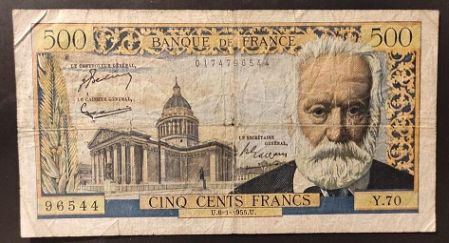 500 BANQUE DE FRANCE 500
0174796544
LE CONTROLEUR GÉNÉRAL,
LE CAISSIER GÉNÉRAL,
LE SECRÉTAIRE
GÉNÉRAL
96544 CINQ CENTS FRANCS Y.70